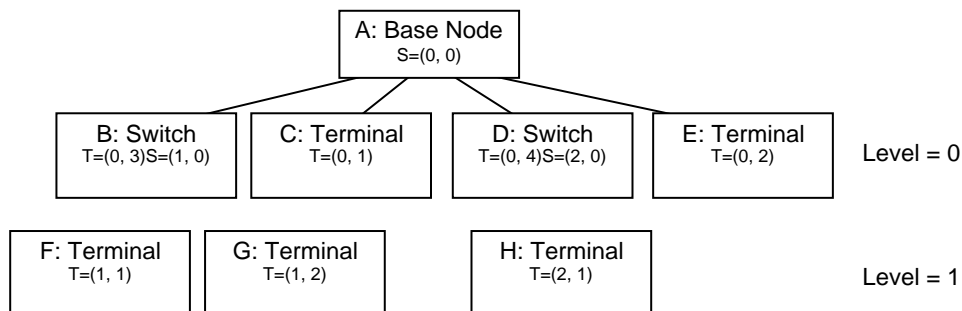 A: Base Node
S=(0, 0)
B: Switch
T=(0, 3)S=(1, 0)
C: Terminal
T=(0, 1)
D: Switch
T=(0, 4)S=(2, 0)
E: Terminal
T=(0, 2)
Level = 0
F: Terminal
T=(1, 1)
G: Terminal
T=(1, 2)
H: Terminal
T=(2, 1)
Level = 1